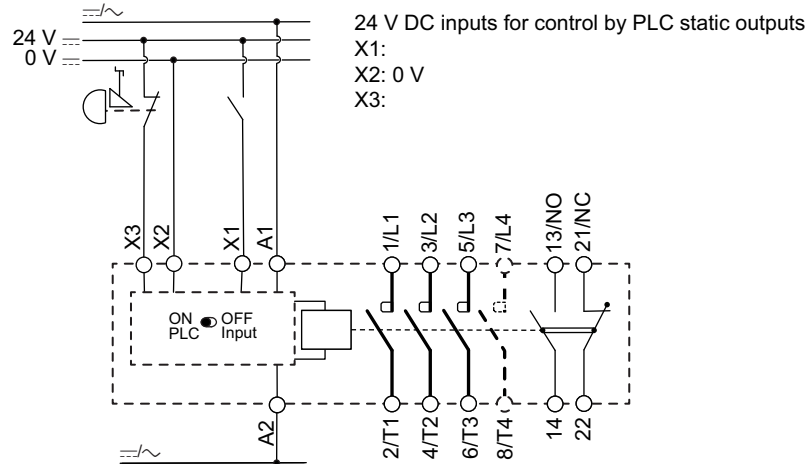 24 V DC inputs for control by PLC static outputs
X1:
X2: 0 V
X3:
24 V
0 V
X3
X2
X1
A1
1/L1
3/L2
5/L3
7/L4
13/NO
21/NC
ON OFF
PLC Input
A2
2/T1
4/T2
6/T3
8/T4
14
22